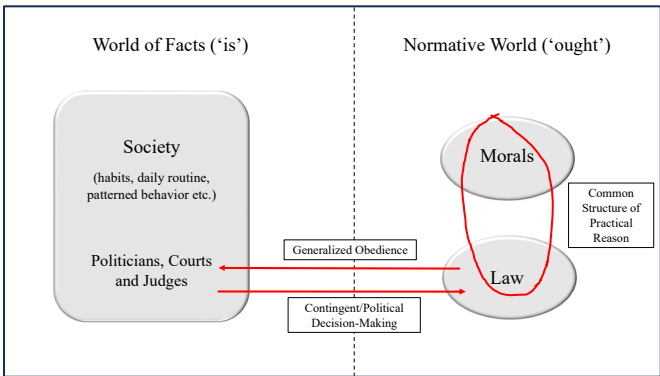 World of Facts (‘is’)
Normative World (‘ought’)
Society
(habits, daily routine,
patterned behavior etc.)
Politicians, Courts
and Judges
Generalized Obedience
Contingent/Political
Decision-Making
Morals
Law
Common
Structure of
Practical
Reason